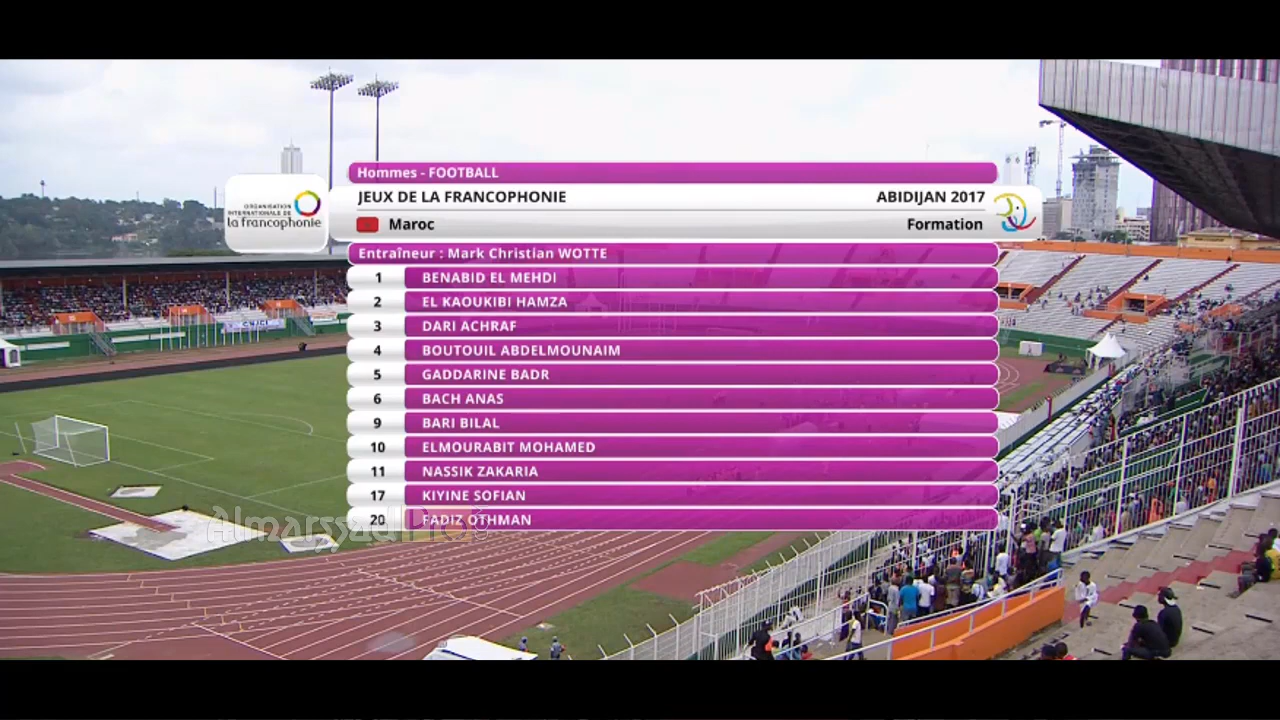 Hommes - FOOTBALL
ORGANISATION
INTERNATIONALE DE
la francophonie
JEUX DE LA FRANCOPHONIE ABIDIJAN 2017
Maroc Formation
Entraîneur : Mark Christian WOTTE
1 BENABID EL MEHDI
2 EL KAOUKIBI HAMZA
3 DARI ACHRAF
4 BOUTOUIL ABDELMOUNAIM
5 GADDARINE BADR
6 BACH ANAS
9 BARI BILAL
10 ELMOURABIT MOHAMED
11 NASSIK ZAKARIA
17 KIYINE SOFIAN
20 FADIZ OTHMAN